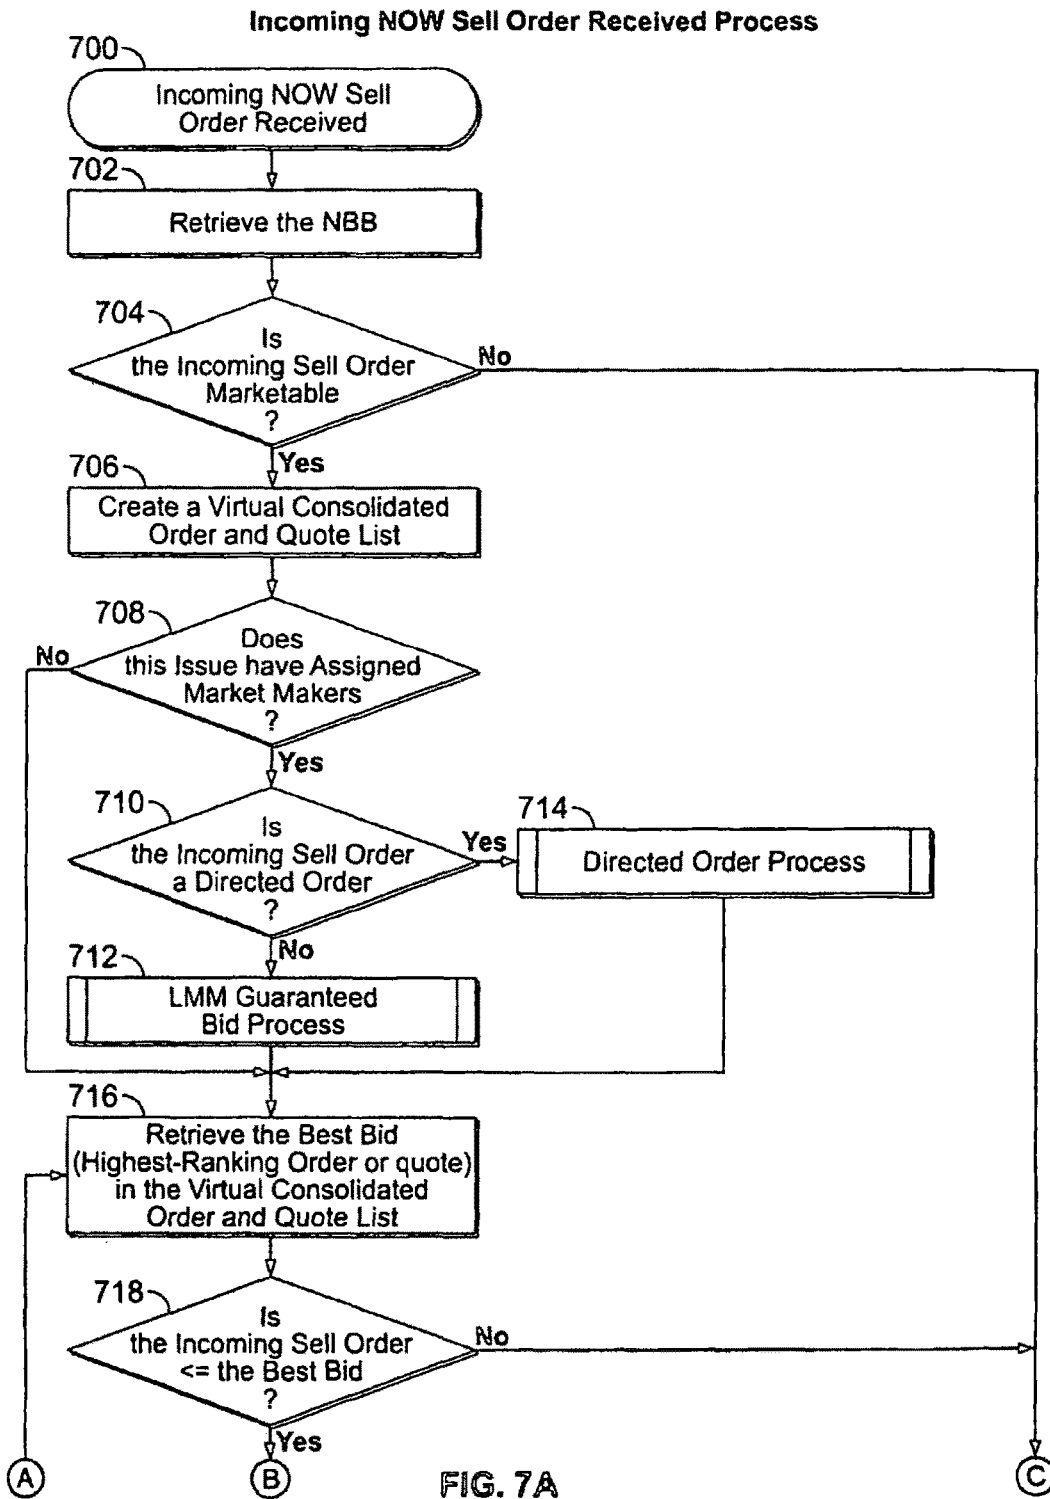 Incoming NOW Sell Order Received Process
700
Incoming NOW Sell
Order Received
702
Retrieve the NBB
704
Is
the Incoming Sell Order
Marketable
?
No
Yes
706
Create a Virtual Consolidated
Order and Quote List
708
Does
this Issue have Assigned
Market Makers
?
No
Yes
710
Is
the Incoming Sell Order
a Directed Order
?
Yes
714
Directed Order Process
No
712
LMM Guaranteed
Bid Process
716
Retrieve the Best Bid
(Highest-Ranking Order or quote)
in the Virtual Consolidated
Order and Quote List
718
Is
the Incoming Sell Order
<= the Best Bid
?
No
Yes
A
B
FIG. 7A
C